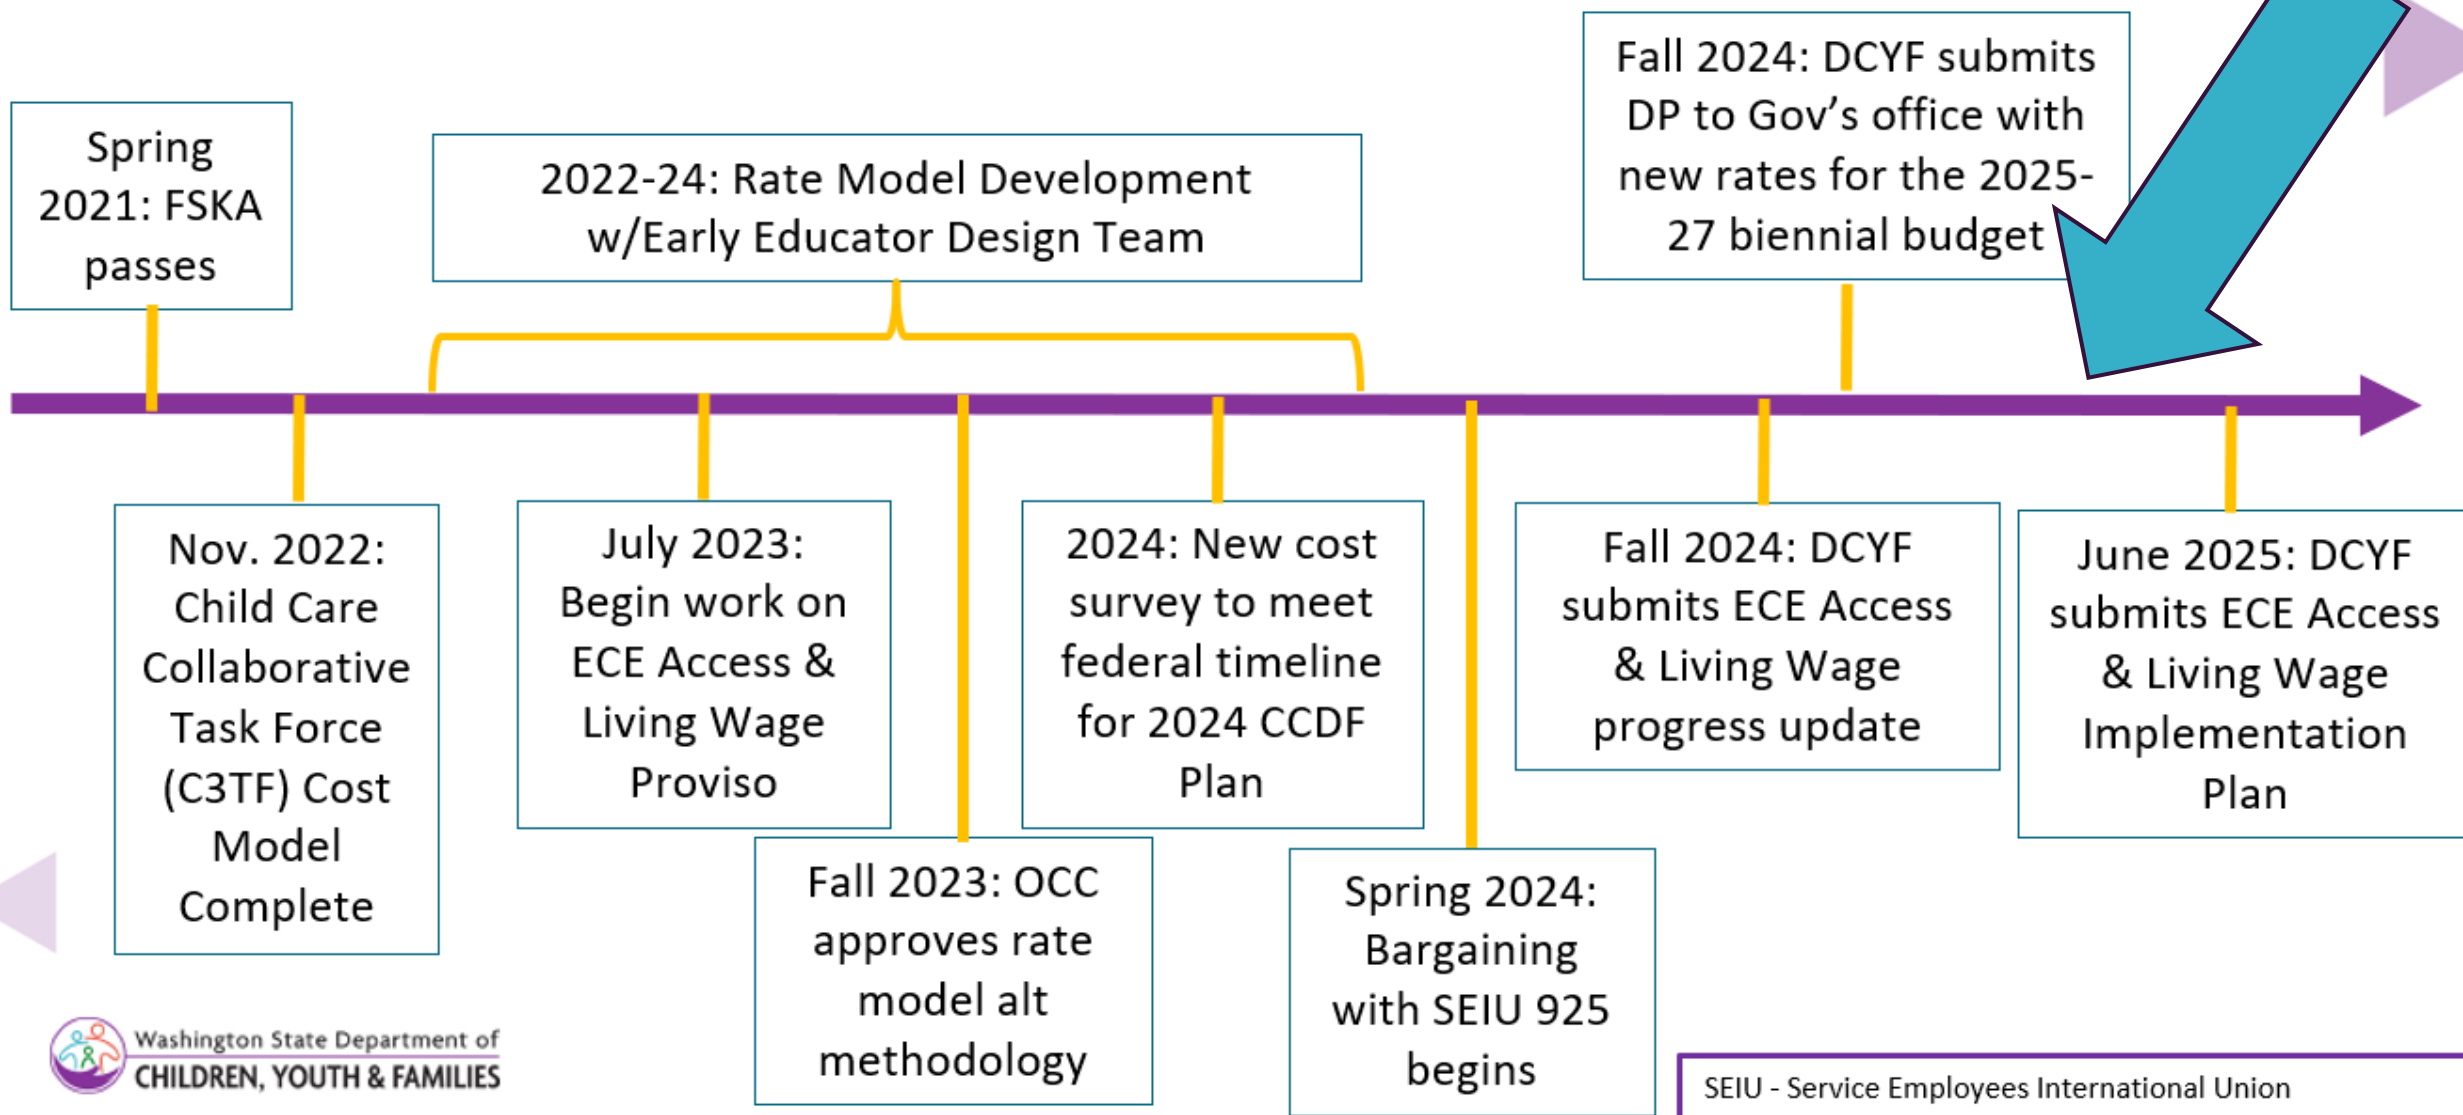 Spring
2021: FSKA
passes
2022-24: Rate Model Development
w/Early Educator Design Team
Fall 2024: DCYF submits
DP to Gov's office with
new rates for the 2025-
27 biennial budget
Nov. 2022:
Child Care
Collaborative
Task Force
(C3TF) Cost
Model
Complete
July 2023:
Begin work on
ECE Access &
Living Wage
Proviso
Fall 2023: OCC
approves rate
model alt
methodology
2024: New cost
survey to meet
federal timeline
for 2024 CCDF
Plan
Spring 2024:
Bargaining
with SEIU 925
begins
Fall 2024: DCYF
submits ECE Access
& Living Wage
progress update
June 2025: DCYF
submits ECE Access
& Living Wage
Implementation
Plan
Washington State Department of
CHILDREN, YOUTH & FAMILIES
SEIU - Service Employees International Union